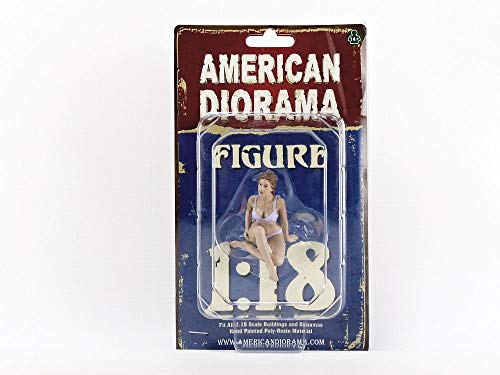 14+
AMERICAN
DIORAMA
FIGURE
1:18
Fit All 1:18 Scale Buildings and Dioramas
Hand Painted Poly-Resin Material
WWW.AMERICANDIORAMA.COM